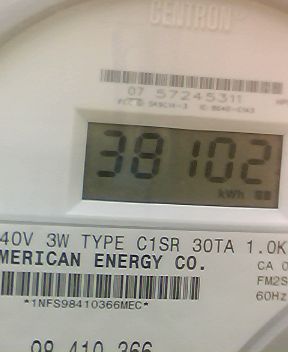 CENTRON
07 57245311
38102
kWh
40V 3W TYPE C1SR 30TA 1.0K
MERICAN ENERGY CO.
CA 0
FM2S
60Hz
*1NFS98410366MEC*
98 410 366